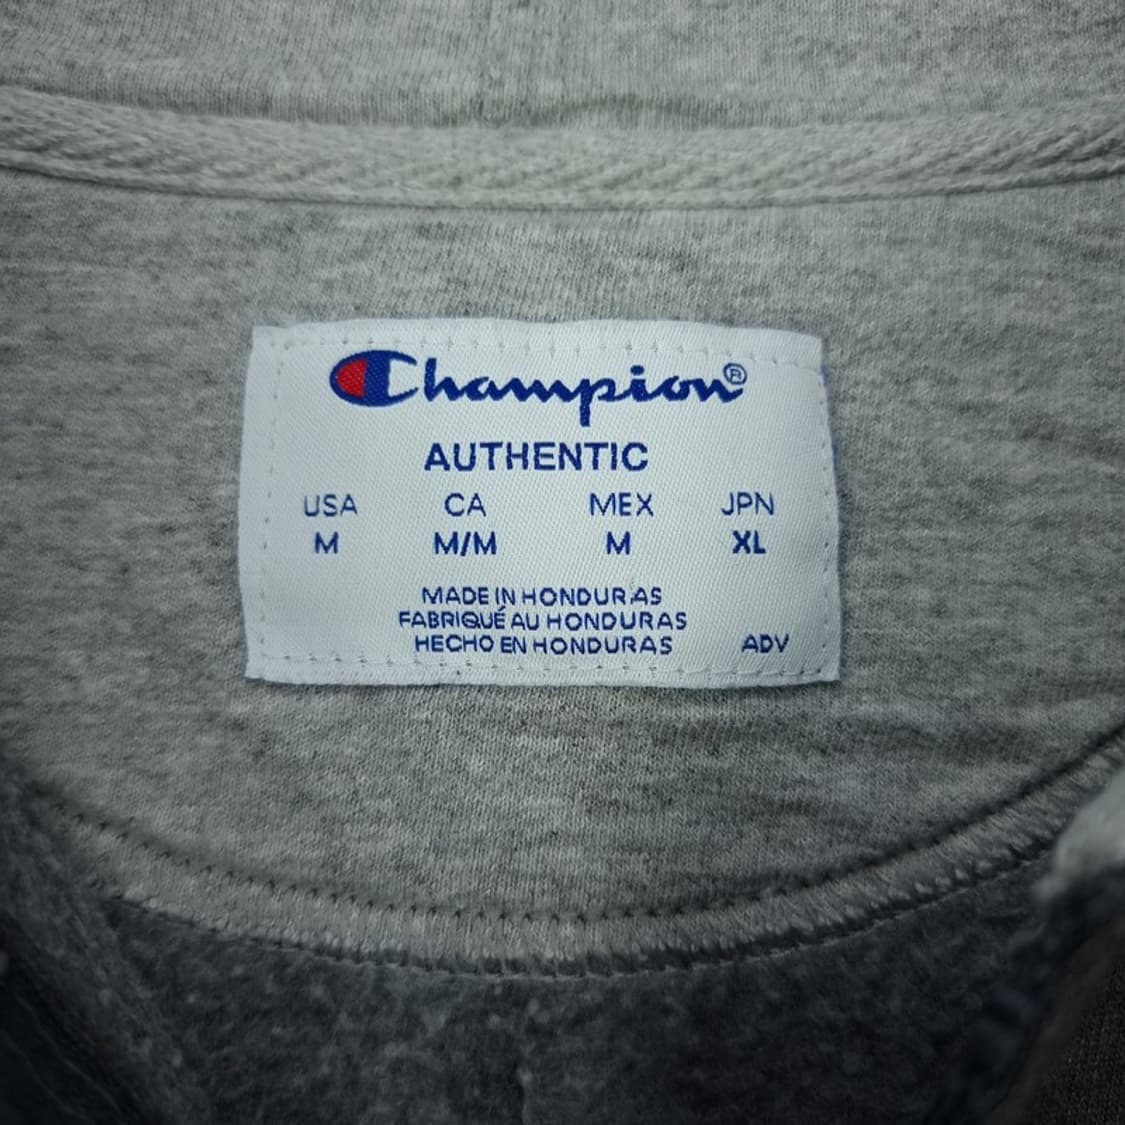 Champion®
AUTHENTIC
USA CA MEX JPN
M M/M M XL
MADE IN HONDURAS
FABRIQUÉ AU HONDURAS
HECHO EN HONDURAS ADV